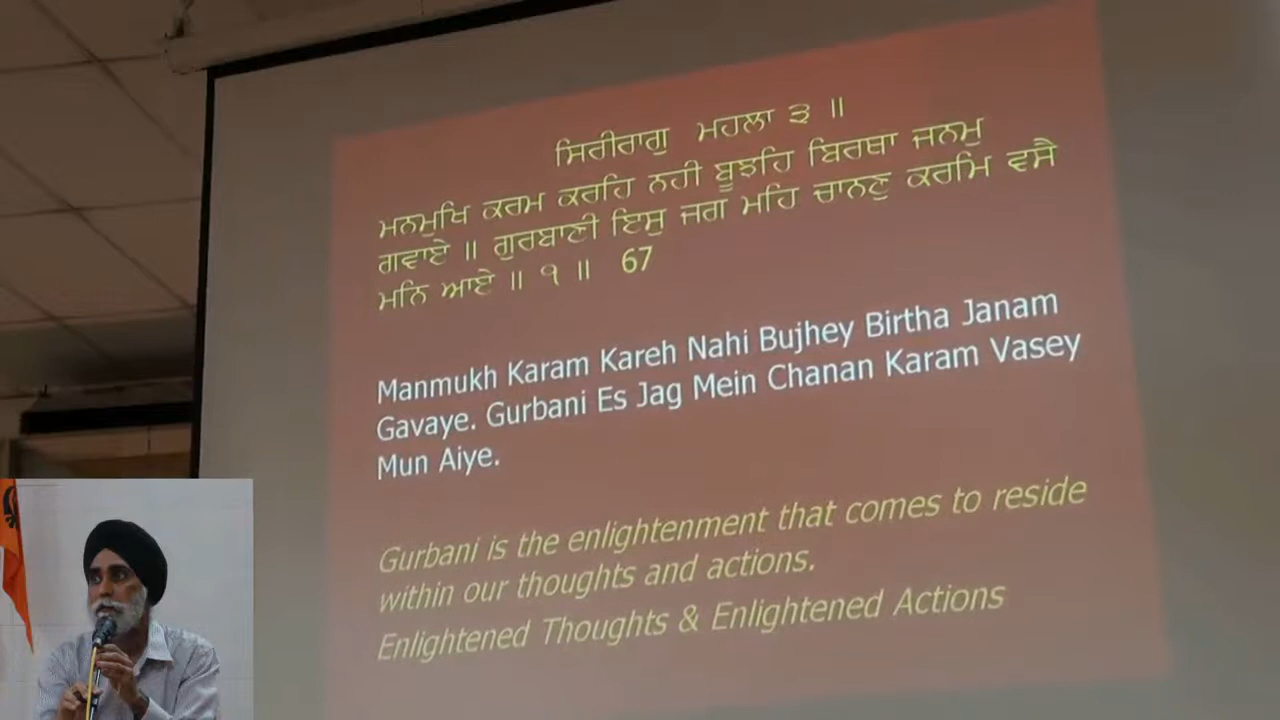 ਸਿਰੀਰਾਗੁ ਮਹਲਾ ੩ ॥
ਮਨਮੁਖਿ ਕਰਮ ਕਰਹਿ ਨਹੀ ਬੂਝਹਿ ਬਿਰਥਾ ਜਨਮੁ
ਗਵਾਏ ॥ ਗੁਰਬਾਣੀ ਇਸੁ ਜਗ ਮਹਿ ਚਾਨਣੁ ਕਰਮਿ ਵਸੈ
ਮਨਿ ਆਏ ॥ ੧ ॥ 67
Manmukh Karam Kareh Nahi Bujhey Birtha Janam
Gavaye. Gurbani Es Jag Mein Chanan Karam Vasey
Mun Aiye.
Gurbani is the enlightenment that comes to reside
within our thoughts and actions.
Enlightened Thoughts & Enlightened Actions